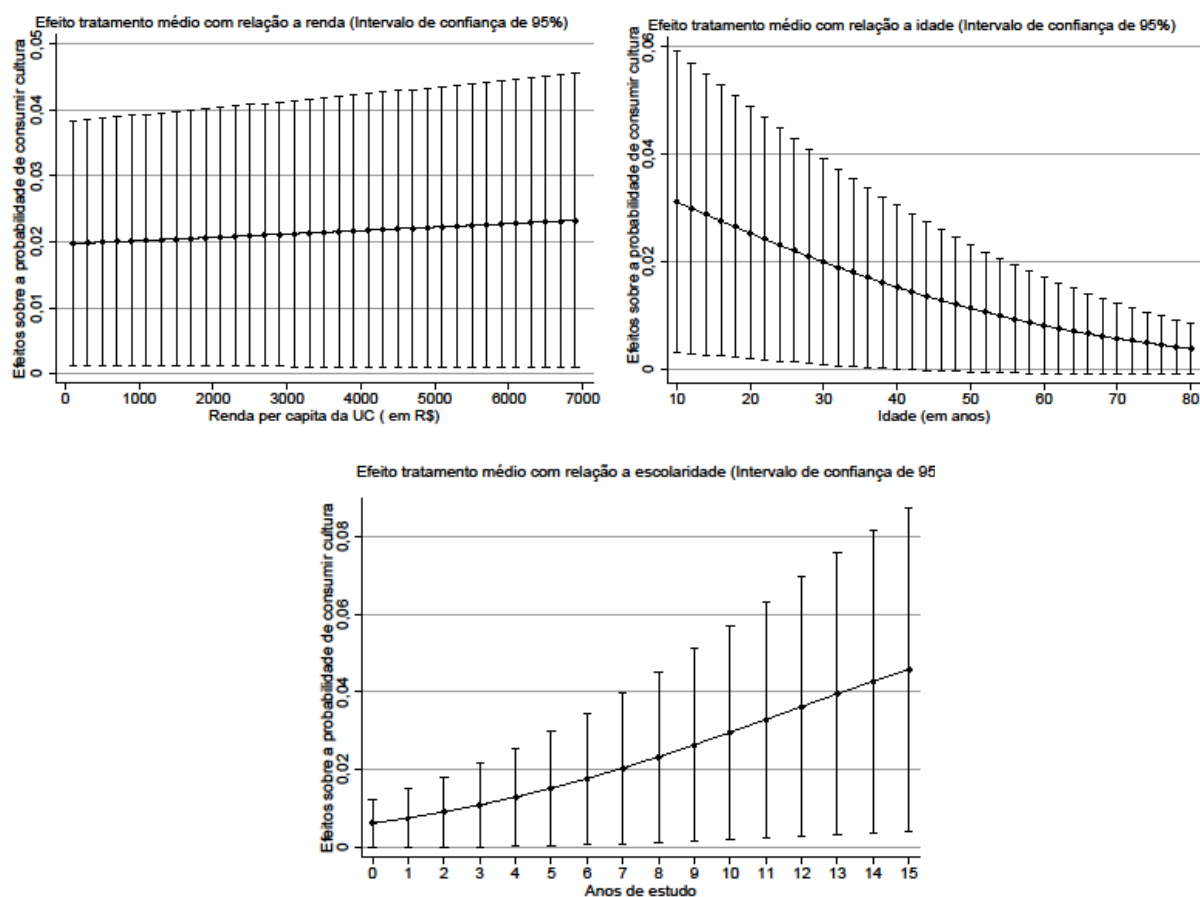 Efeito tratamento médio com relação a renda (Intervalo de confiança de 95%)
Efeitos sobre a probabilidade de consumir cultura
0,05
0,04
0,03
0,02
0,01
0
0 1000 2000 3000 4000 5000 6000 7000
Renda per capita da UC ( em R$)
Efeito tratamento médio com relação a idade (Intervalo de confiança de 95%)
Efeitos sobre a probabilidade de consumir cultura
0,06
0,04
0,02
0
10 20 30 40 50 60 70 80
Idade (em anos)
Efeito tratamento médio com relação a escolaridade (Intervalo de confiança de 95
Efeitos sobre a probabilidade de consumir cultura
0,08
0,06
0,04
0,02
0
0 1 2 3 4 5 6 7 8 9 10 11 12 13 14 15
Anos de estudo